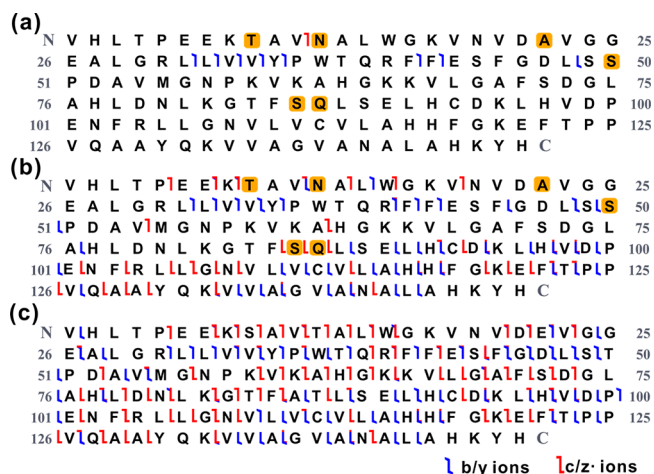 (a)
N V H L T P E E K T A V N A L W G K V N V D A V G G 25
26 E A L G R L L V V Y P W T Q R F F E S F G D L S S 50
51 P D A V M G N P K V K A H G K K V L G A F S D G L 75
76 A H L D N L K G T F S Q L S E L H C D K L H V D P 100
101 E N F R L L G N V L V C V L A H H F G K E F T P P 125
126 V Q A A Y Q K V V A G V A N A L A H K Y H C
(b)
N V H L T P E E K T A V N A L W G K V N V D A V G G 25
26 E A L G R L L V V Y P W T Q R F F E S F G D L S S 50
51 P D A V M G N P K V K A H G K K V L G A F S D G L 75
76 A H L D N L K G T F S Q L S E L H C D K L H V D P 100
101 E N F R L L G N V L V C V L A H H F G K E F T P P 125
126 V Q A A Y Q K V V A G V A N A L A H K Y H C
(c)
N V H L T P E E K S A V T A L W G K V N V D E V G G 25
26 E A L G R L L V V Y P W T Q R F F E S F G D L S T 50
51 P D A V M G N P K V K A H G K K V L G A F S D G L 75
76 A H L D N L K G T F A T L S E L H C D K L H V D P 100
101 E N F R L L G N V L V C V L A H H F G K E F T P P 125
126 V Q A A Y Q K V V A G V A N A L A H K Y H C
b/y ions c/z· ions